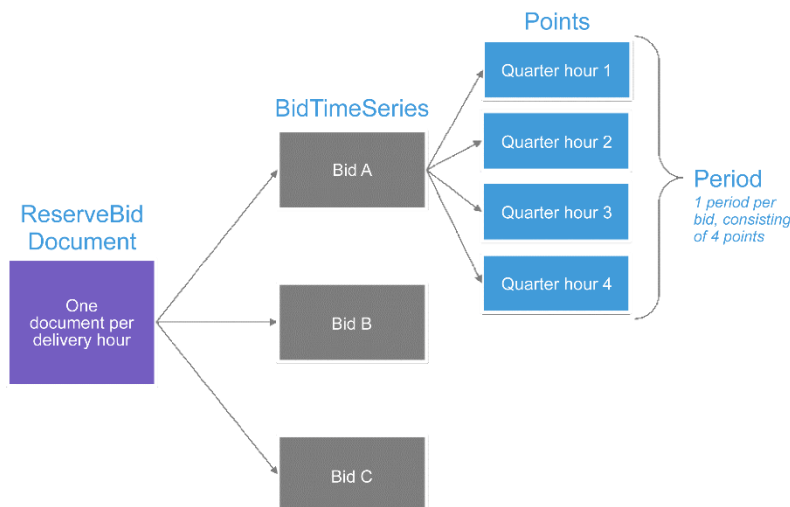 Points
Quarter hour 1
BidTimeSeries
Quarter hour 2
Bid A
Period
1 period per
bid, consisting
of 4 points
Quarter hour 3
ReserveBid
Document
Quarter hour 4
One
document per
delivery hour
Bid B
Bid C